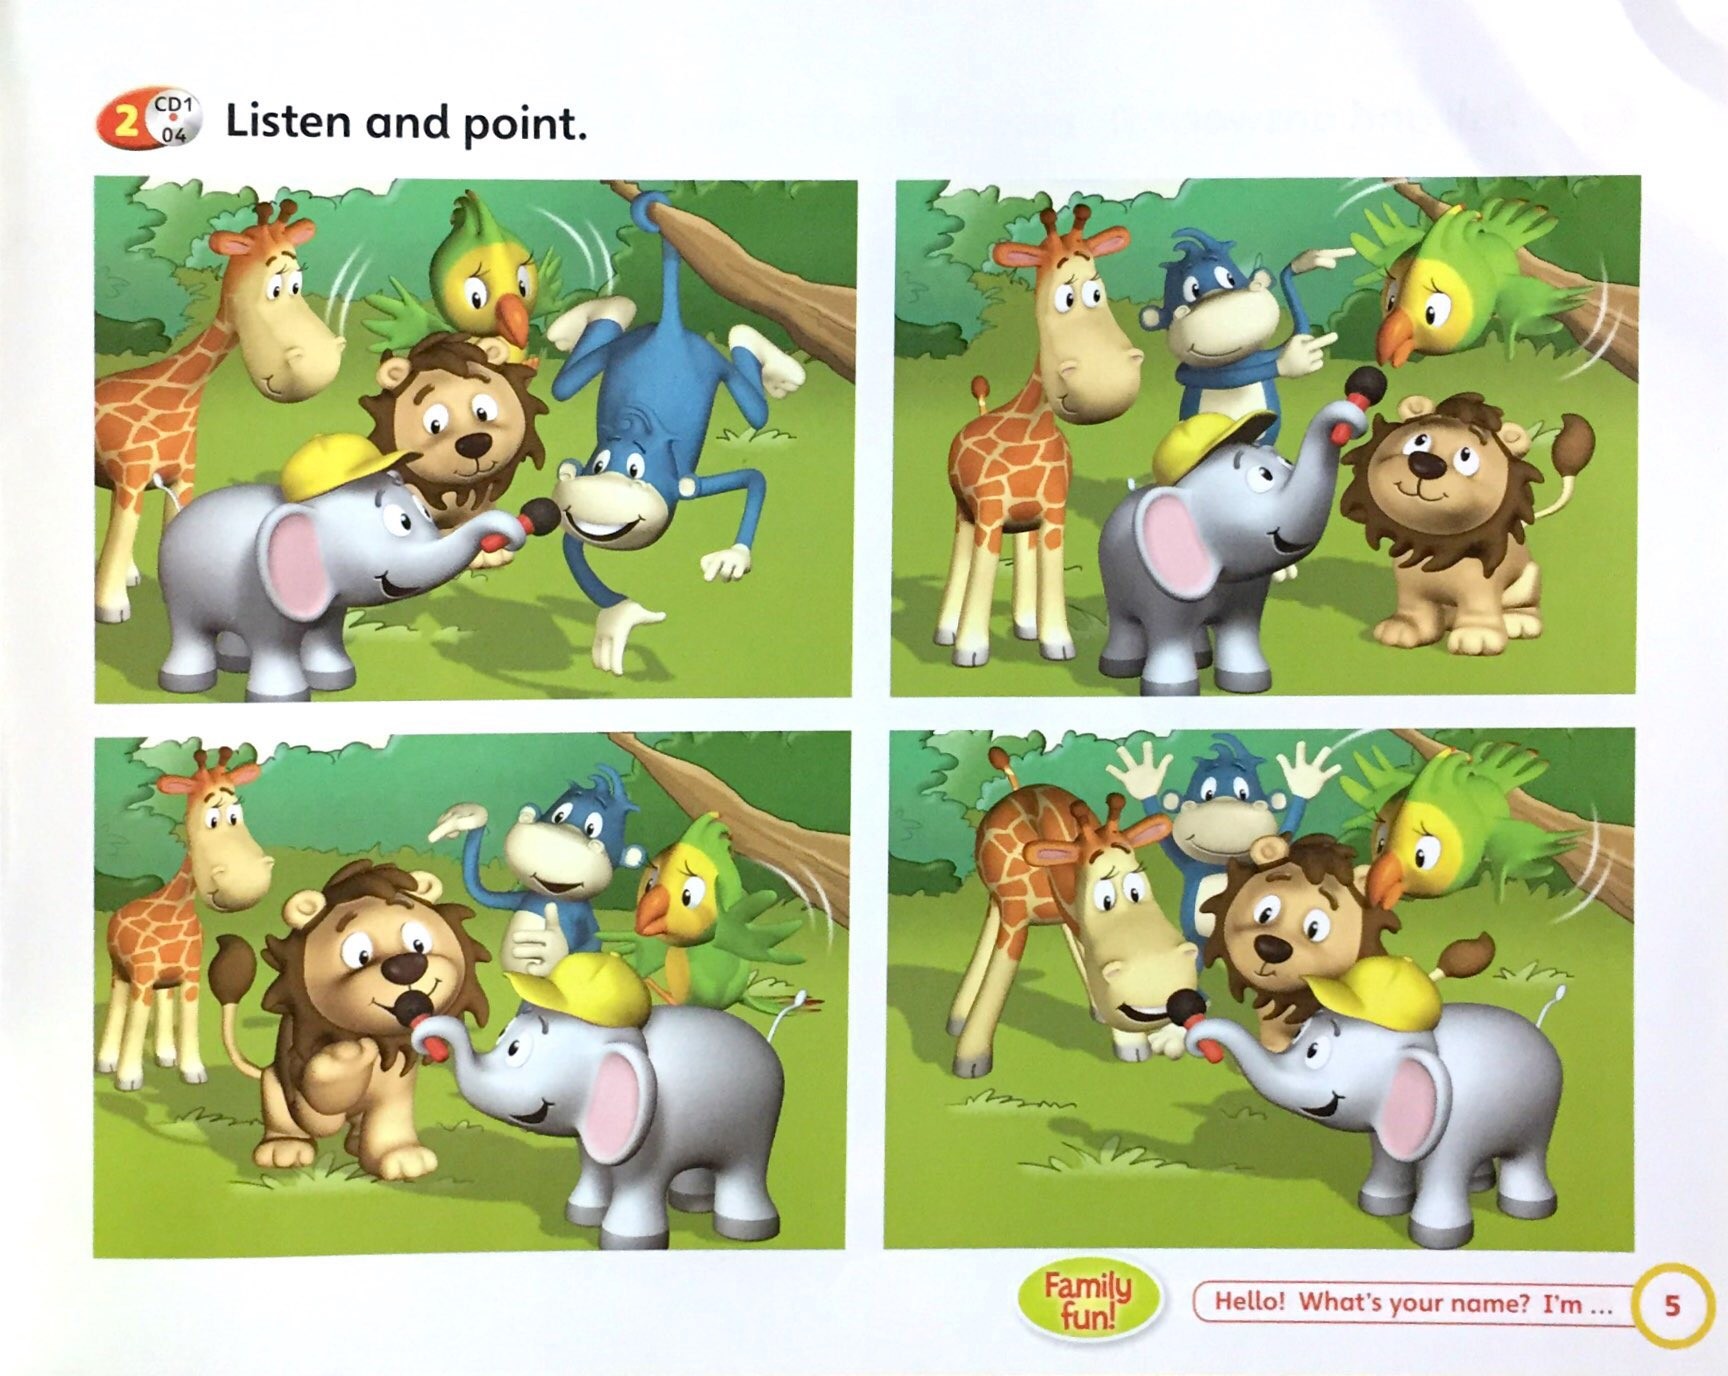 2 CD1 04 Listen and point.
Family fun!
Hello! What's your name? I'm ... 5